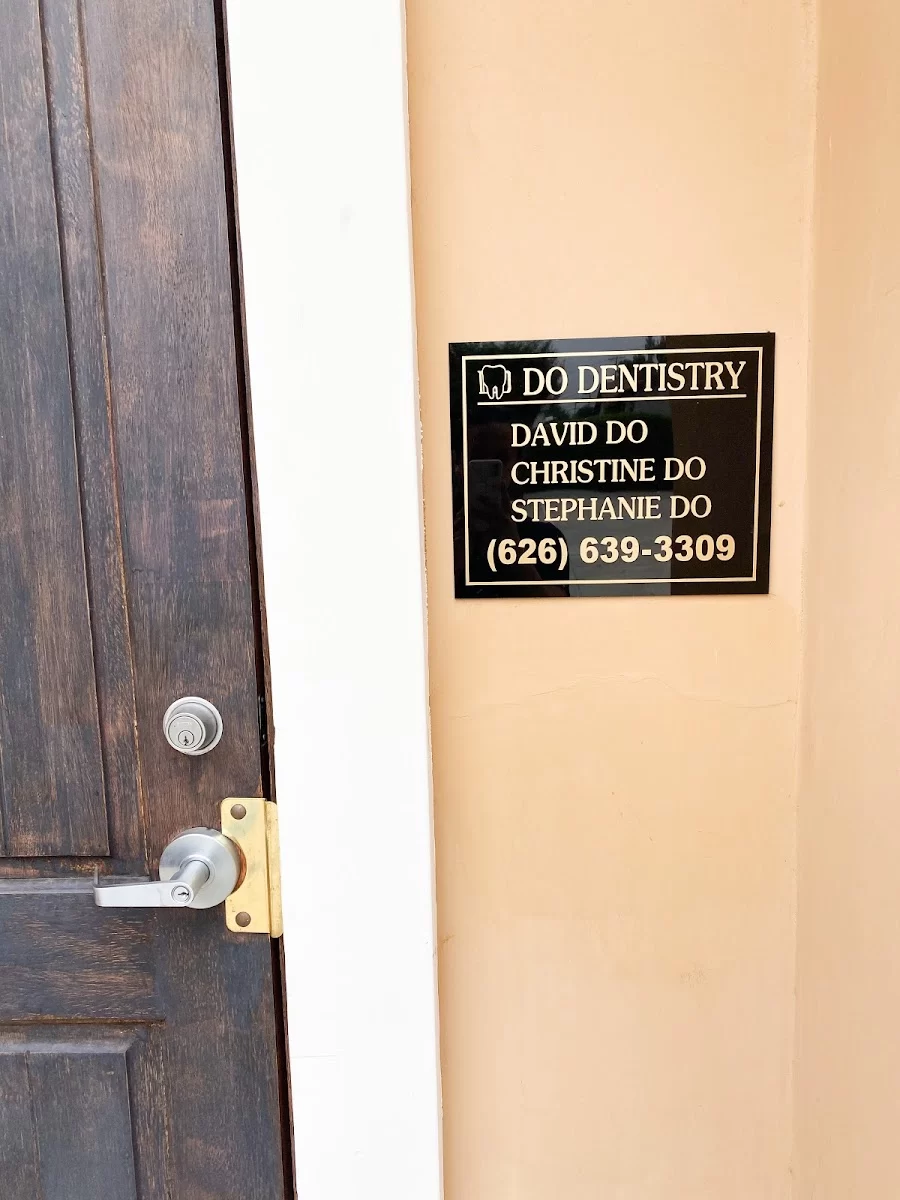 DO DENTISTRY
DAVID DO
CHRISTINE DO
STEPHANIE DO
(626) 639-3309